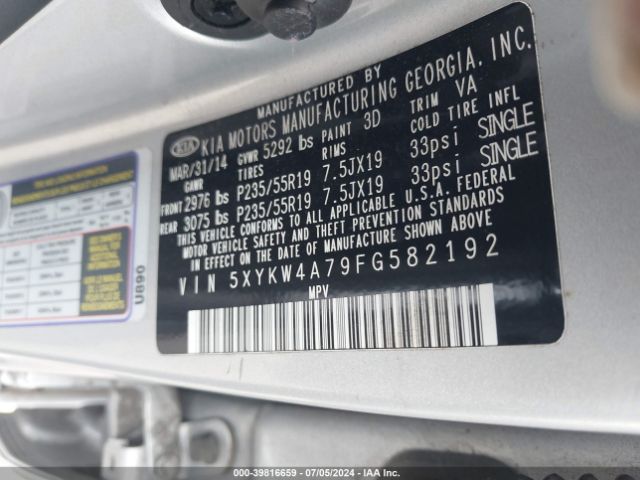 MANUFACTURED BY
KIA KIA MOTORS MANUFACTURING GEORGIA, INC.
MAR/31/14 GVWR 5292 lbs PAINT 3D TRIM VA
GAWR TIRES RIMS COLD TIRE INFL
FRONT 2976 lbs P235/55R19 7.5JX19 33psi SINGLE
REAR 3075 lbs P235/55R19 7.5JX19 33psi SINGLE
THIS VEHICLE CONFORMS TO ALL APPLICABLE U.S.A. FEDERAL
MOTOR VEHICLE SAFETY AND THEFT PREVENTION STANDARDS
IN EFFECT ON THE DATE OF MANUFACTURE SHOWN ABOVE
VIN 5XYKW4A79FG582192
MPV
U890
000-39816659 / 07/05/2024 / IAA Inc.